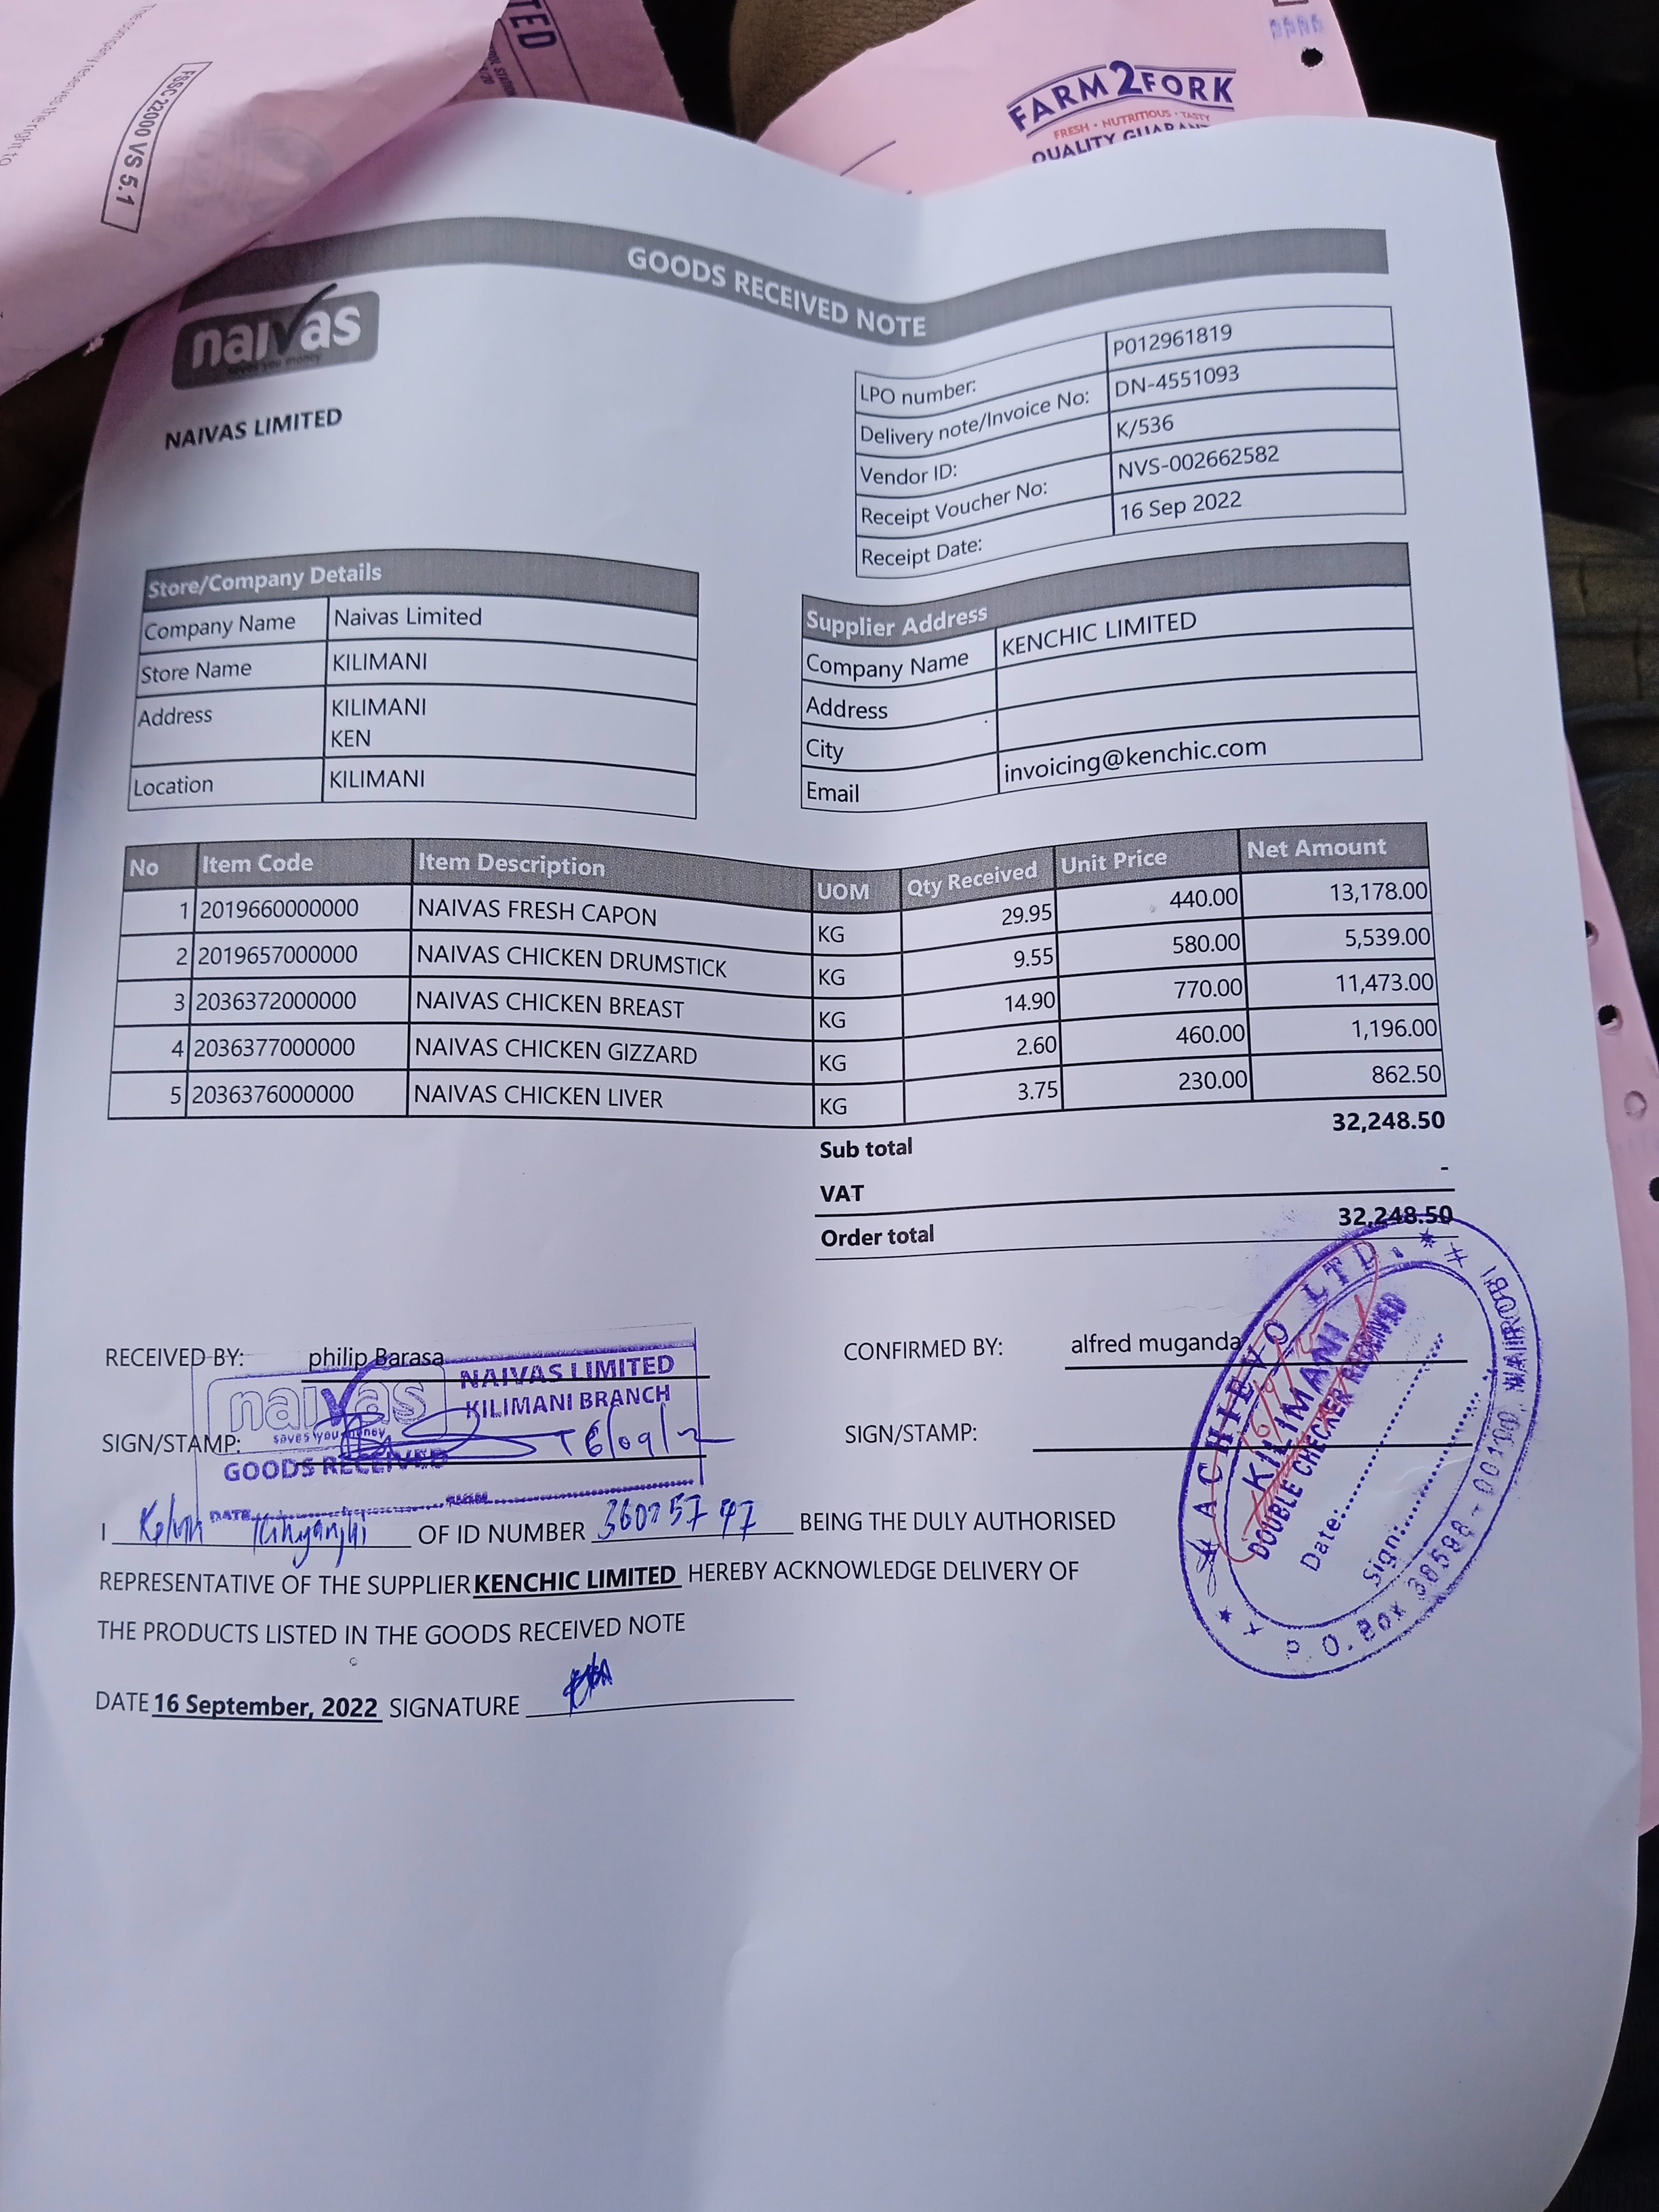 FSSC 22000 VS 5.1
TED
FARM2FORK
FRESH • NUTRITIOUS • TASTY
GOODS RECEIVED NOTE
naivas
saves you money
NAIVAS LIMITED
LPO number: P012961819
Delivery note/Invoice No: DN-4551093
Vendor ID: K/536
Receipt Voucher No: NVS-002662582
Receipt Date: 16 Sep 2022
Store/Company Details
Company Name Naivas Limited
Store Name KILIMANI
Address KILIMANI
KEN
Location KILIMANI
Supplier Address
Company Name KENCHIC LIMITED
Address
City
Email invoicing@kenchic.com
No Item Code Item Description UOM Qty Received Unit Price Net Amount
1 2019660000000 NAIVAS FRESH CAPON KG 29.95 440.00 13,178.00
2 2019657000000 NAIVAS CHICKEN DRUMSTICK KG 9.55 580.00 5,539.00
3 2036372000000 NAIVAS CHICKEN BREAST KG 14.90 770.00 11,473.00
4 2036377000000 NAIVAS CHICKEN GIZZARD KG 2.60 460.00 1,196.00
5 2036376000000 NAIVAS CHICKEN LIVER KG 3.75 230.00 862.50
Sub total 32,248.50
VAT -
Order total 32,248.50
RECEIVED BY: philip Barasa
CONFIRMED BY: alfred muganda
NAIVAS LIMITED
KILIMANI BRANCH
naivas
saves you money
SIGN/STAMP:
SIGN/STAMP:
GOODS RECEIVED
DATE
ACHIEVO LTD.
KILIMANI
DOUBLE CHECKER RECEIVED
Date:
Sign:
P.O. Box 38598 - 00100 NAIROBI
I Kelvin OF ID NUMBER BEING THE DULY AUTHORISED
REPRESENTATIVE OF THE SUPPLIER KENCHIC LIMITED HEREBY ACKNOWLEDGE DELIVERY OF
THE PRODUCTS LISTED IN THE GOODS RECEIVED NOTE
DATE 16 September, 2022 SIGNATURE